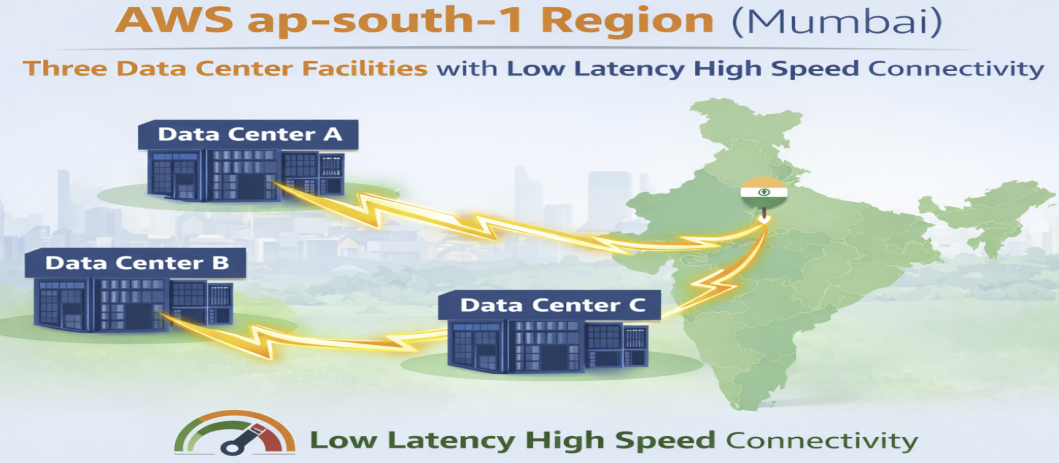 AWS ap-south-1 Region (Mumbai)
Three Data Center Facilities with Low Latency High Speed Connectivity
Data Center A
Data Center B
Data Center C
Low Latency High Speed Connectivity